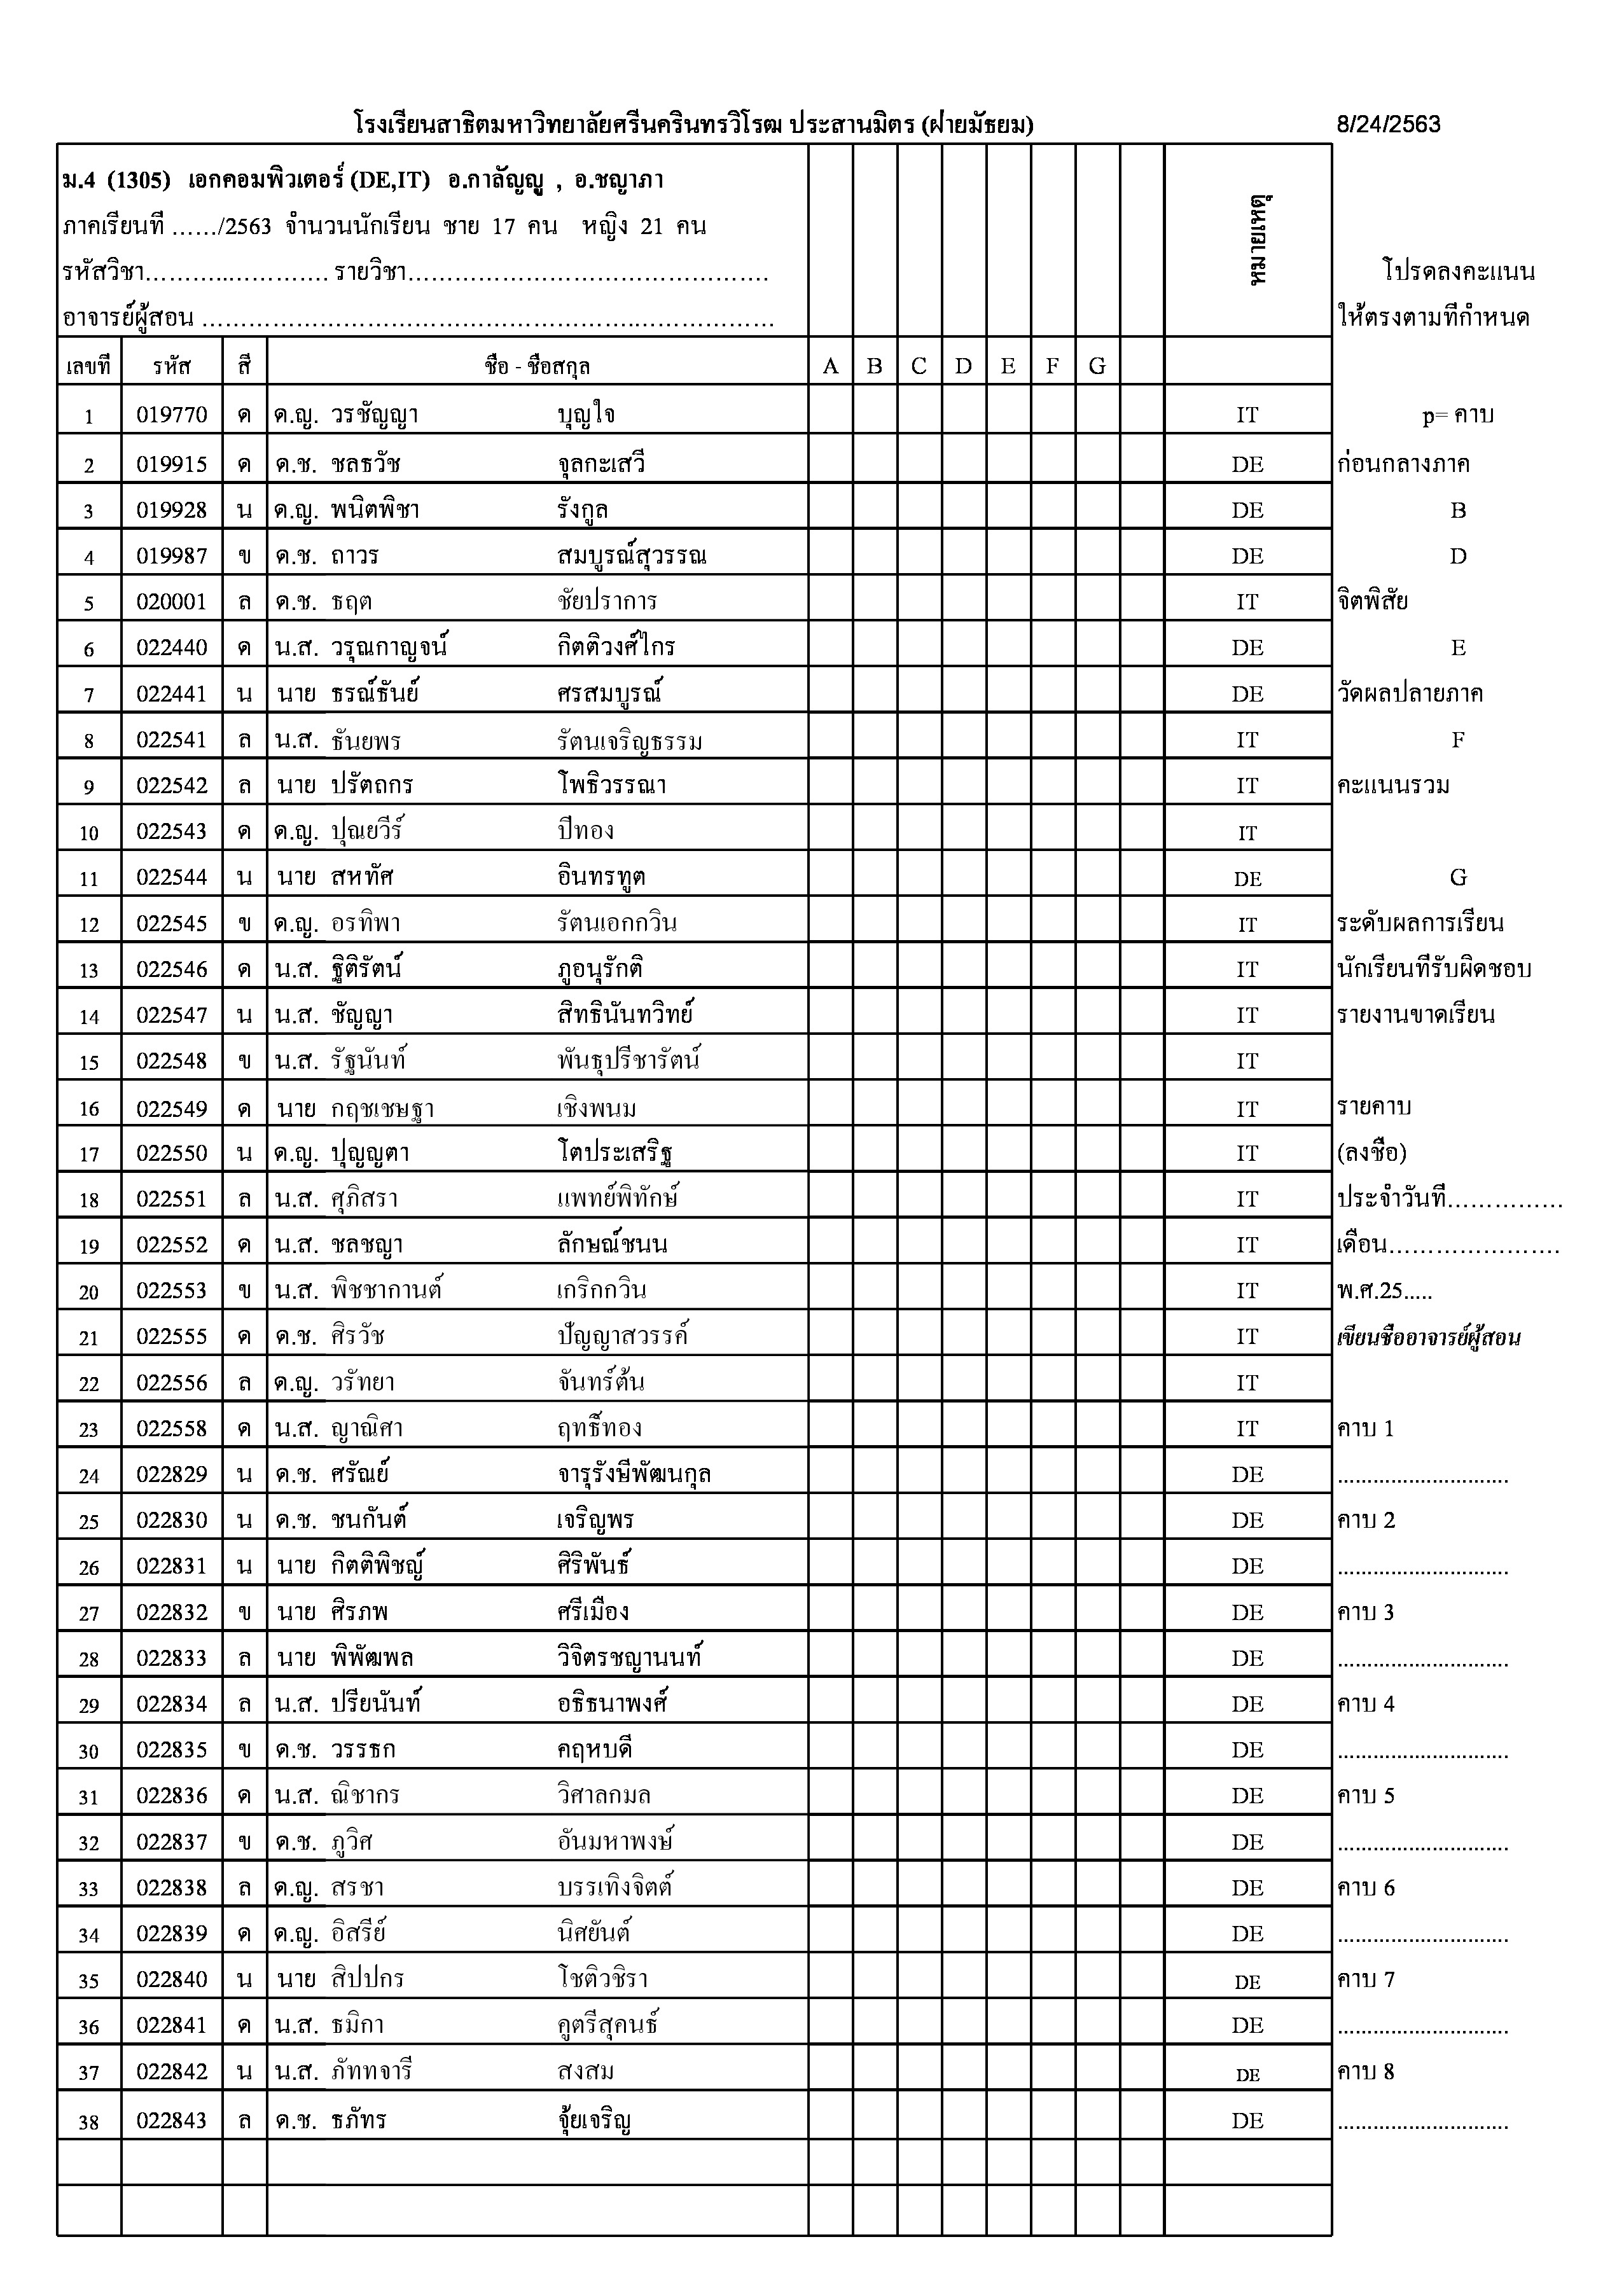 โรงเรียนสาธิตมหาวิทยาลัยศรีนครินทรวิโรฒ ประสานมิตร (ฝ่ายมัธยม) 8/24/2563
ม.4 (1305) เอกคอมพิวเตอร์ (DE,IT) อ.กาลัญญู , อ.ชญาภา
ภาคเรียนที่ ....../2563 จำนวนนักเรียน ชาย 17 คน หญิง 21 คน
หมายเหตุ
รหัสวิชา........................ รายวิชา................................................ โปรดลงคะแนน
อาจารย์ผู้สอน ........................................................................... ให้ตรงตามที่กำหนด
เลขที่ รหัส สี ชื่อ - ชื่อสกุล A B C D E F G
1 019770 ด ด.ญ. วรชัญญา บุญใจ IT p= คาบ
2 019915 ด ด.ช. ชลธวัช จุลกะเสวี DE ก่อนกลางภาค
3 019928 น ด.ญ. พนิตพิชา รังกูล DE B
4 019987 ข ด.ช. ถาวร สมบูรณ์สุวรรณ DE D
5 020001 ล ด.ช. ธฤต ชัยปราการ IT จิตพิสัย
6 022440 ด น.ส. วรุณกาญจน์ กิตติวงศ์ไกร DE E
7 022441 น นาย ธรณ์ธันย์ ศรสมบูรณ์ DE วัดผลปลายภาค
8 022541 ล น.ส. ธันยพร รัตนเจริญธรรม IT F
9 022542 ล นาย ปรัตถกร โพธิวรรณา IT คะแนนรวม
10 022543 ด ด.ญ. ปุณยวีร์ ปีทอง IT
11 022544 น นาย สหทัศ อินทรทูต DE G
12 022545 ข ด.ญ. อรทิพา รัตนเอกกวิน IT ระดับผลการเรียน
13 022546 ด น.ส. ฐิติรัตน์ ภูอนุรักติ IT นักเรียนที่รับผิดชอบ
14 022547 น น.ส. ชัญญา สิทธินันทวิทย์ IT รายงานขาดเรียน
15 022548 ข น.ส. รัฐนันท์ พันธุปรีชารัตน์ IT
16 022549 ด นาย กฤชเชษฐา เชิงพนม IT รายคาบ
17 022550 น ด.ญ. ปุญญตา โตประเสริฐ IT (ลงชื่อ)
18 022551 ล น.ส. ศุภิสรา แพทย์พิทักษ์ IT ประจำวันที่...............
19 022552 ด น.ส. ชลชญา ลักษณ์ชนน IT เดือน......................
20 022553 ข น.ส. พิชชากานต์ เกริกกวิน IT พ.ศ.25.....
21 022555 ด ด.ช. ศิรวัช ปัญญาสวรรค์ IT เขียนชื่ออาจารย์ผู้สอน
22 022556 ล ด.ญ. วรัทยา จันทร์ต้น IT
23 022558 ด น.ส. ญาณิศา ฤทธิ์ทอง IT คาบ 1
24 022829 น ด.ช. ศรัณย์ จารุรังษีพัฒนกุล DE .............................
25 022830 น ด.ช. ชนกันต์ เจริญพร DE คาบ 2
26 022831 น นาย กิตติพิชญ์ ศิริพันธ์ DE .............................
27 022832 ข นาย ศิรภพ ศรีเมือง DE คาบ 3
28 022833 ล นาย พิพัฒพล วิจิตรชญานนท์ DE .............................
29 022834 ล น.ส. ปรียนันท์ อธิธนาพงศ์ DE คาบ 4
30 022835 ข ด.ช. วรรธก คฤหบดี DE .............................
31 022836 ด น.ส. ณิชากร วิศาลกมล DE คาบ 5
32 022837 ข ด.ช. ภูวิศ อันมหาพงษ์ DE .............................
33 022838 ล ด.ญ. สรชา บรรเทิงจิตต์ DE คาบ 6
34 022839 ด ด.ญ. อิสรีย์ นิศยันต์ DE .............................
35 022840 น นาย สิปปกร โชติวชิรา DE คาบ 7
36 022841 ด น.ส. ธมิกา คูตรีสุคนธ์ DE .............................
37 022842 น น.ส. ภัททจารี สงสม DE คาบ 8
38 022843 ล ด.ช. ธภัทร จุ้ยเจริญ DE .............................